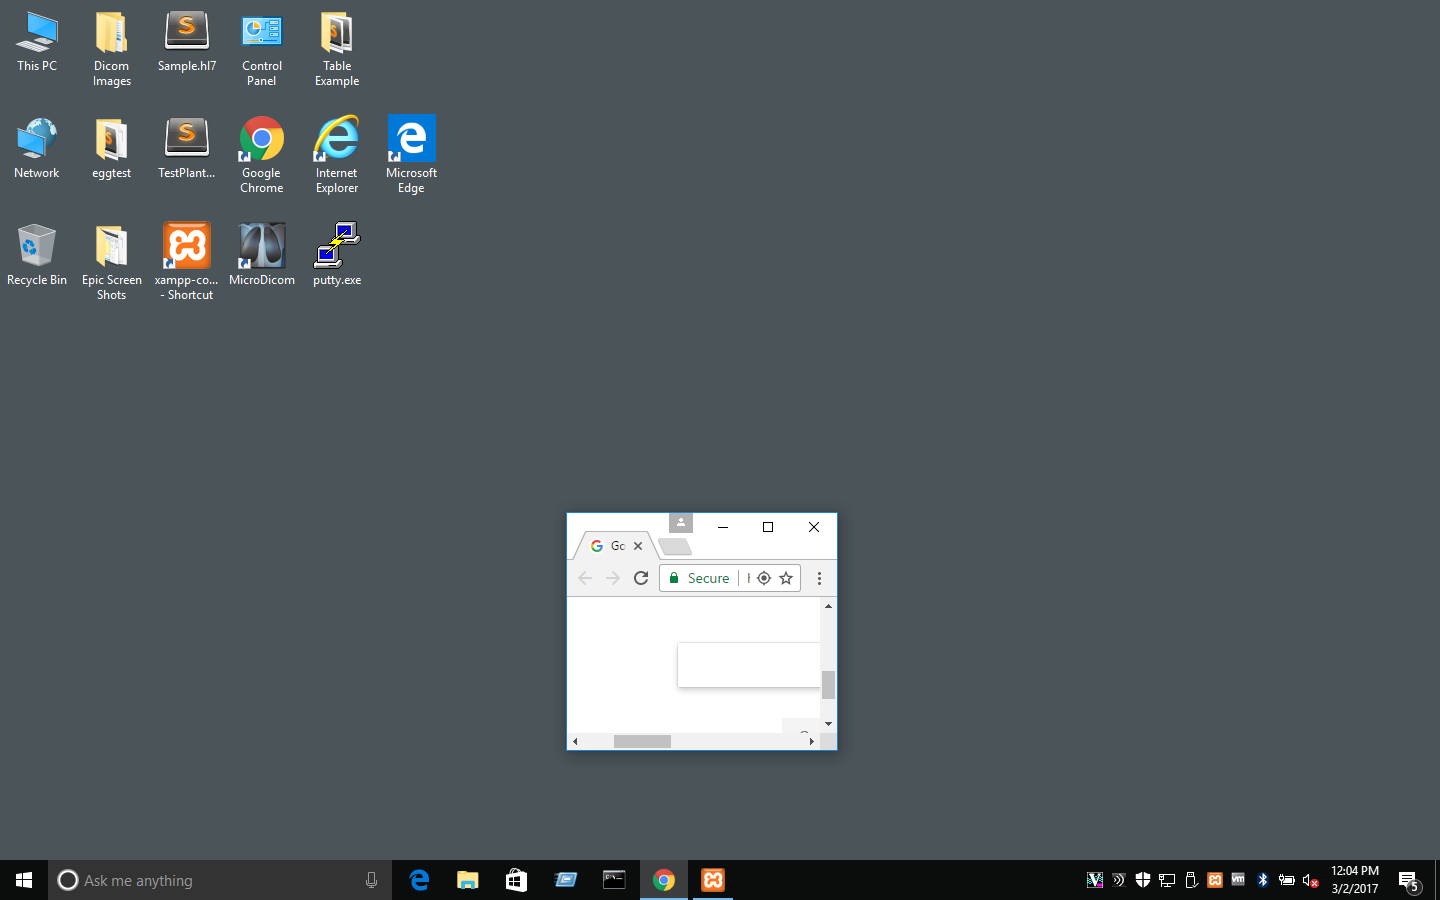 This PC
Dicom
Images
Sample.hl7
Control
Panel
Table
Example
Network
eggtest
TestPlant...
Google
Chrome
Internet
Explorer
Microsoft
Edge
Recycle Bin
Epic Screen
Shots
xampp-co...
- Shortcut
MicroDicom
putty.exe
Secure
Ask me anything
12:04 PM
3/2/2017
5